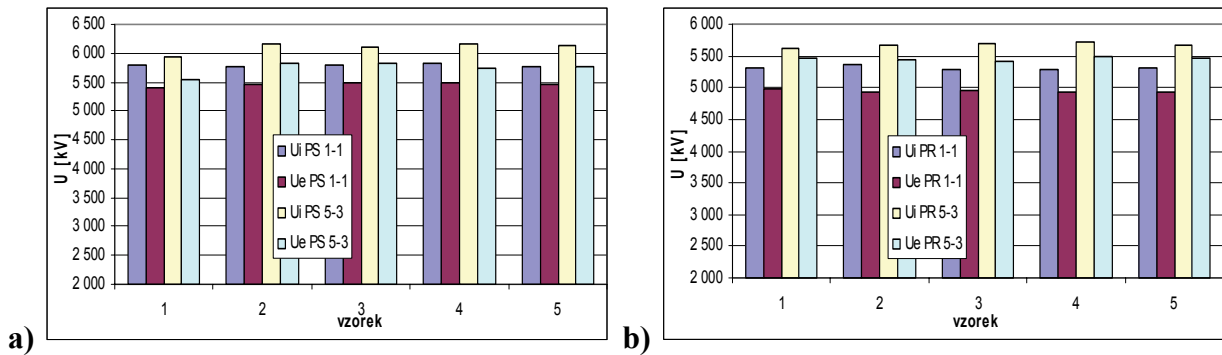 6 500
6 000
5 500
5 000
4 500
4 000
3 500
3 000
2 500
2 000
U [kV]
Ui PS 1-1
Ue PS 1-1
Ui PS 5-3
Ue PS 5-3
1 2 3 4 5
vzorek
a)
6 000
5 500
5 000
4 500
4 000
3 500
3 000
2 500
2 000
U [kV]
Ui PR 1-1
Ue PR 1-1
Ui PR 5-3
Ue PR 5-3
1 2 3 4 5
vzorek
b)